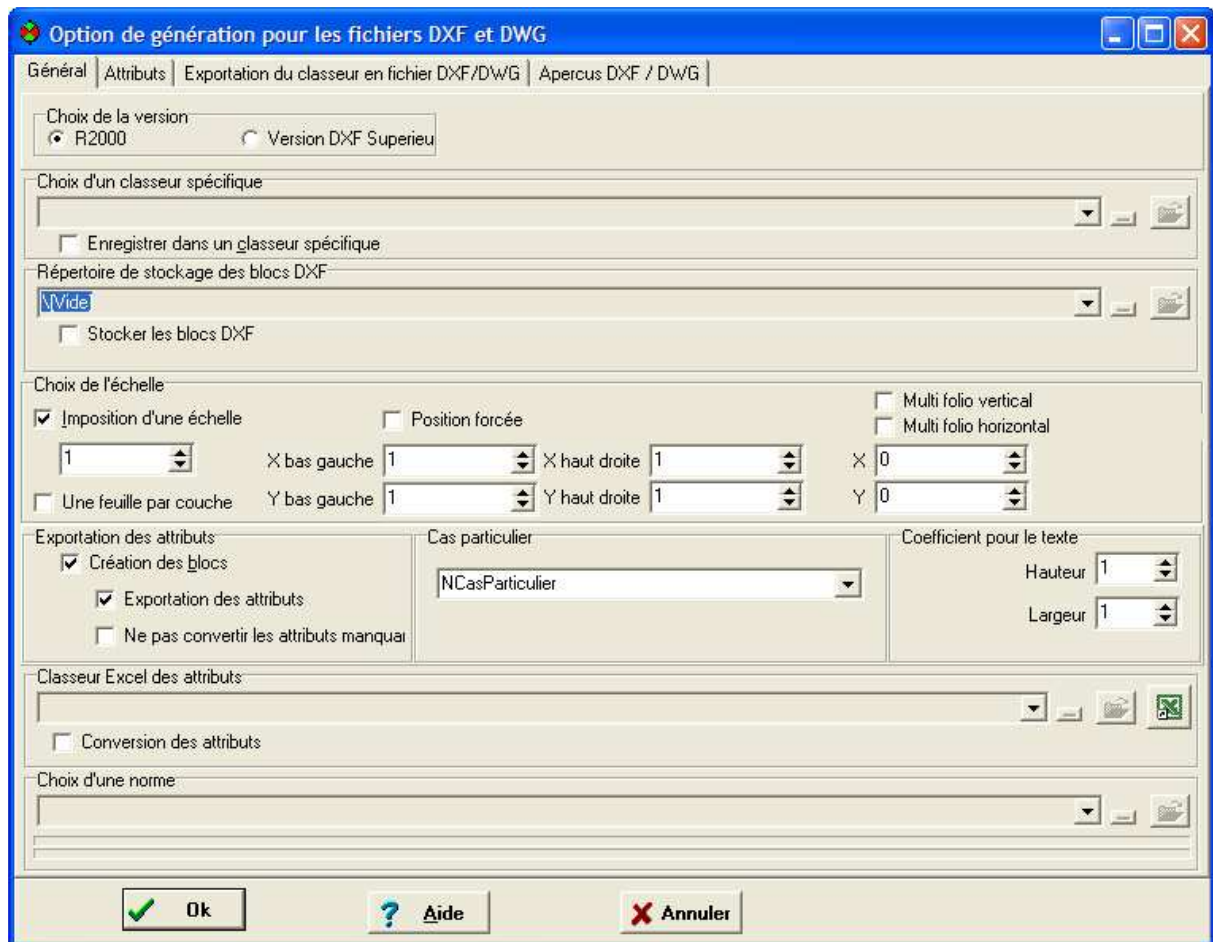 Option de génération pour les fichiers DXF et DWG
Général Attributs Exportation du classeur en fichier DXF/DWG Apercus DXF / DWG
Choix de la version
R2000 Version DXF Superieu
Choix d'un classeur spécifique
Enregistrer dans un classeur spécifique
Répertoire de stockage des blocs DXF
\Vide
Stocker les blocs DXF
Choix de l'échelle
Imposition d'une échelle Position forcée Multi folio vertical
Multi folio horizontal
1 X bas gauche 1 X haut droite 1 X 0
Une feuille par couche Y bas gauche 1 Y haut droite 1 Y 0
Exportation des attributs Cas particulier Coefficient pour le texte
Création des blocs NCasParticulier Hauteur 1
Exportation des attributs Largeur 1
Ne pas convertir les attributs manquai
Classeur Excel des attributs
Conversion des attributs
Choix d'une norme
Ok Aide Annuler